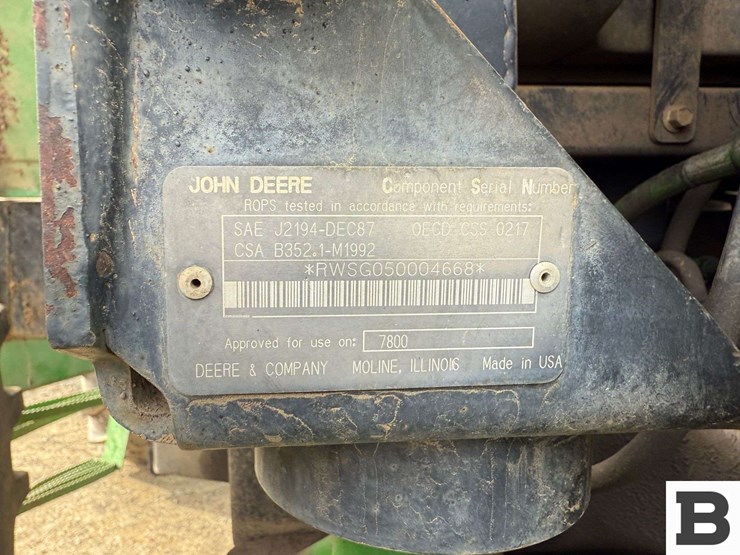 JOHN DEERE Component Serial Number
ROPS tested in accordance with requirements:
SAE J2194-DEC87 OECD CSS 0217
CSA B352.1-M1992
*RWSG050004668*
Approved for use on: 7800
DEERE & COMPANY MOLINE, ILLINOIS Made in USA
B